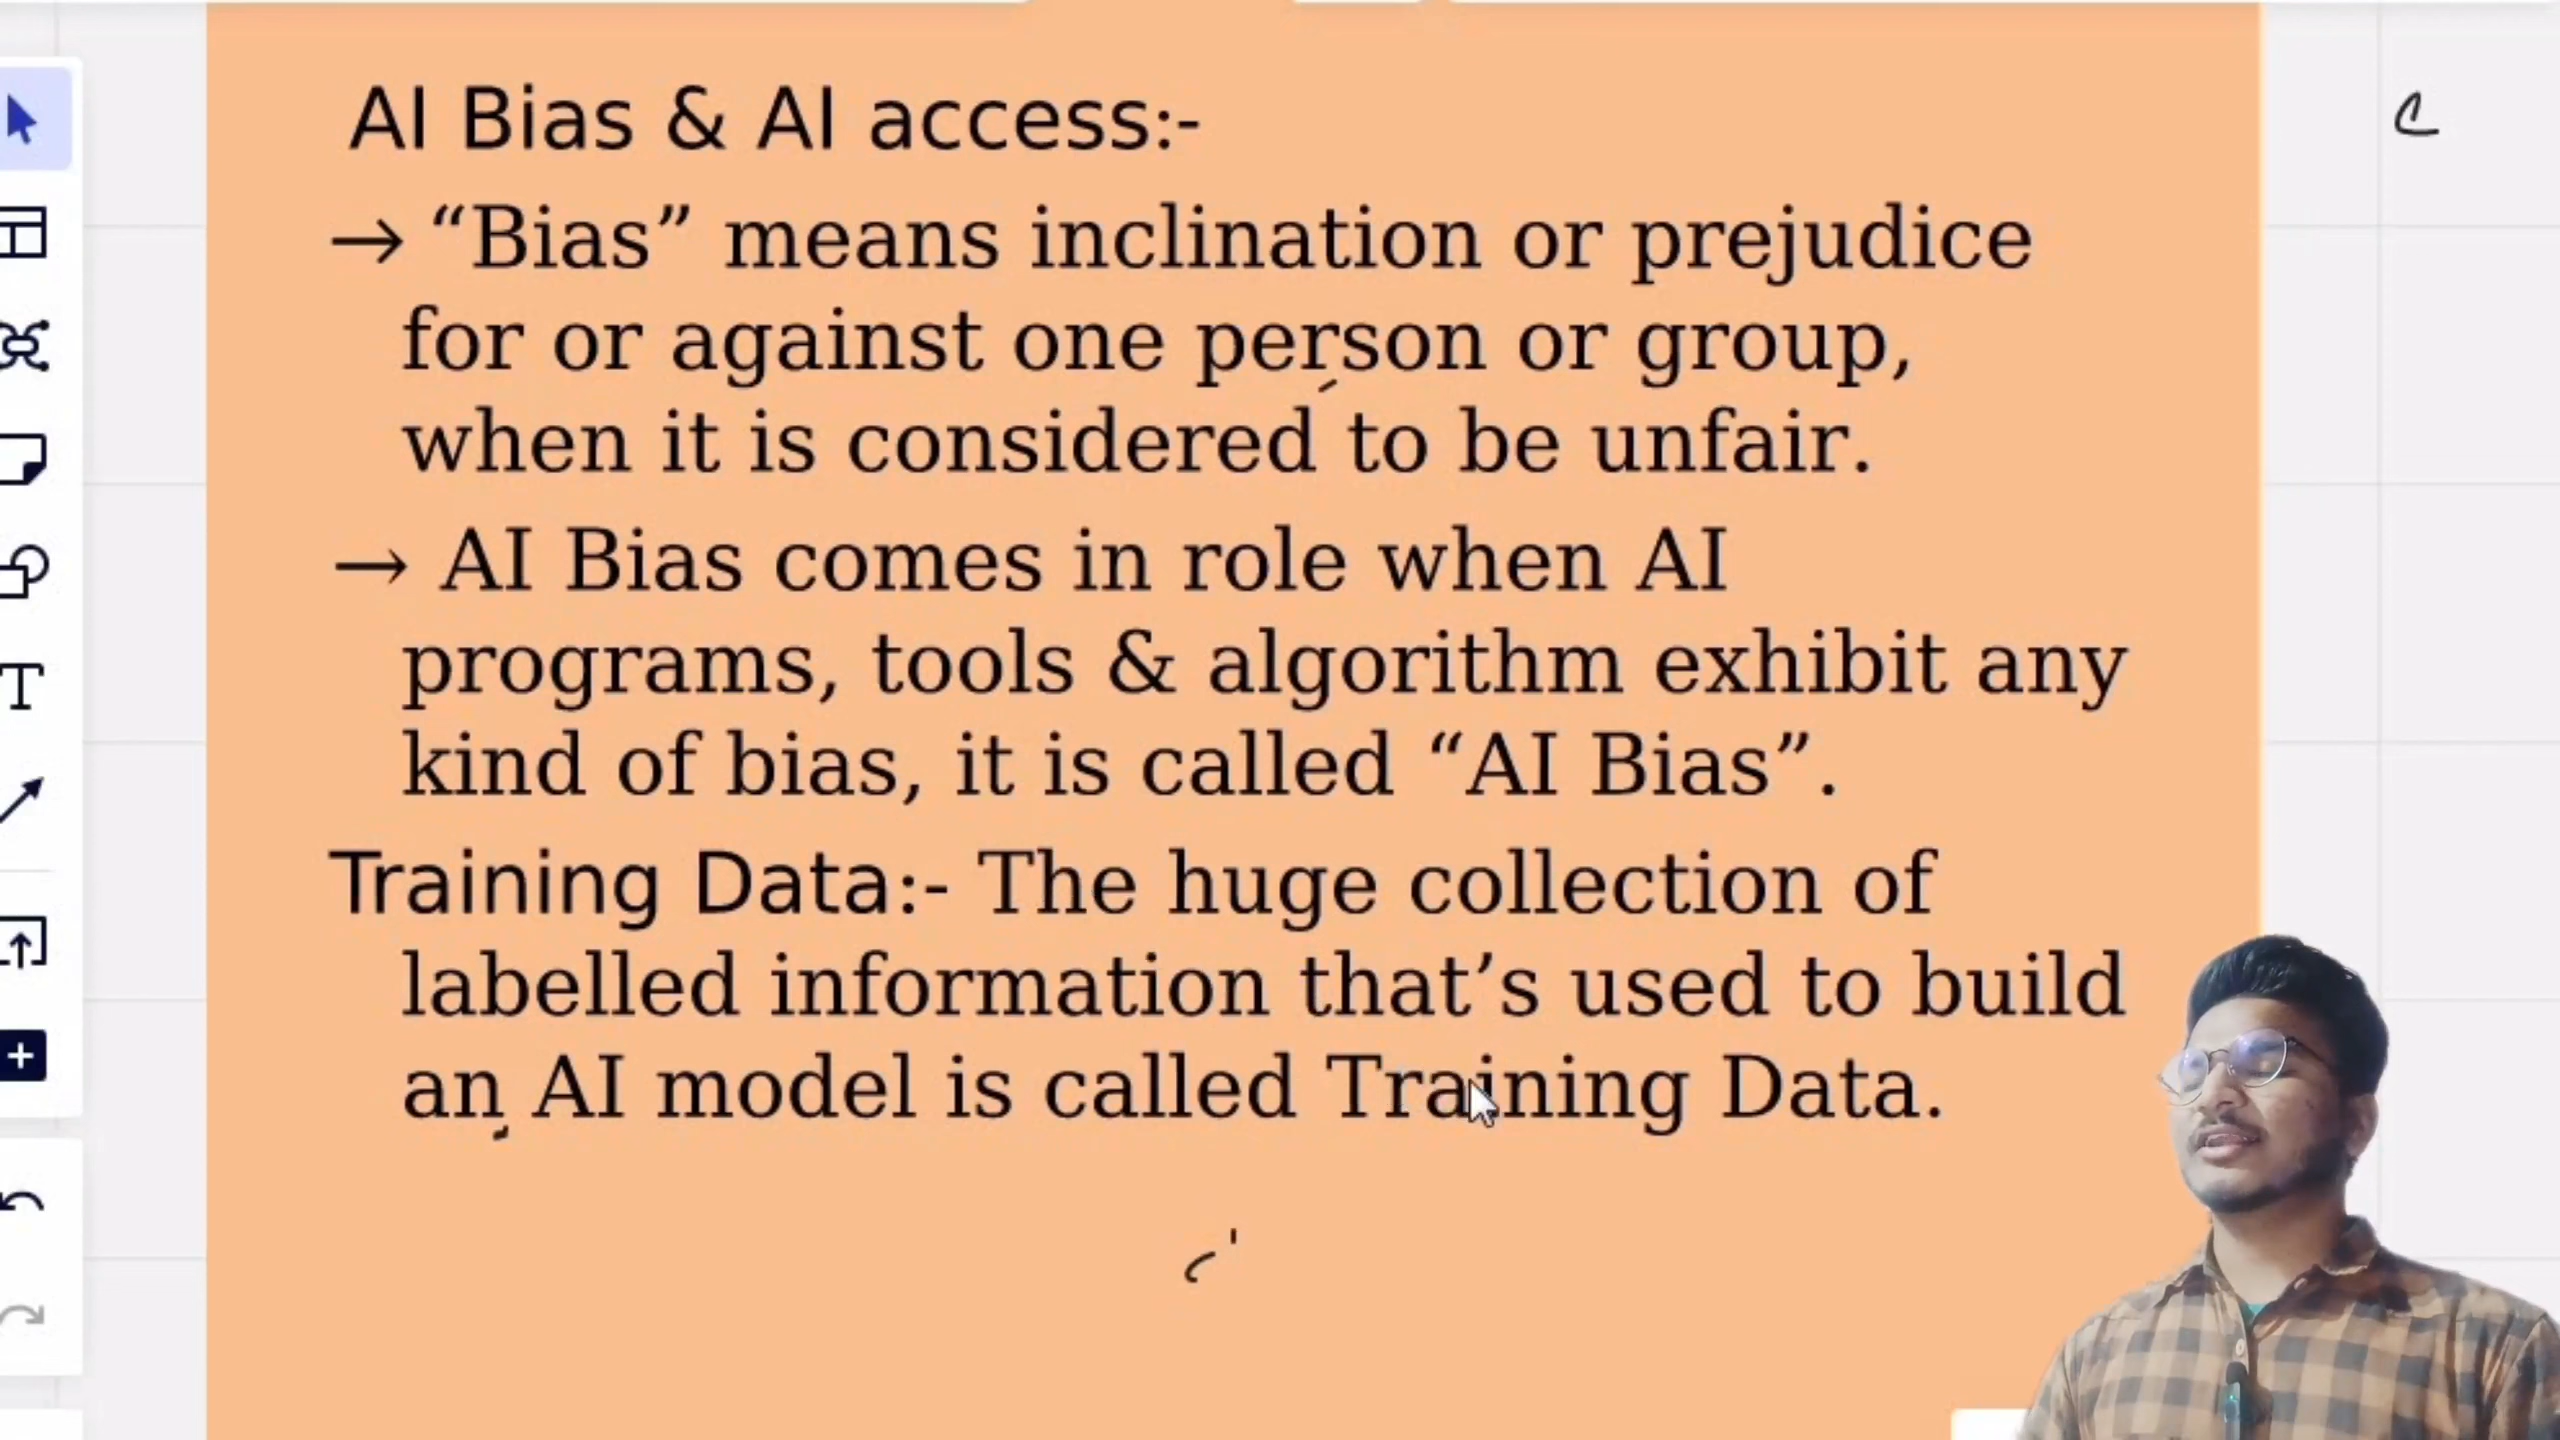 AI Bias & AI access:-
→ “Bias” means inclination or prejudice
for or against one person or group,
when it is considered to be unfair.
→ AI Bias comes in role when AI
programs, tools & algorithm exhibit any
kind of bias, it is called “AI Bias”.
Training Data:- The huge collection of
labelled information that’s used to build
an AI model is called Training Data.